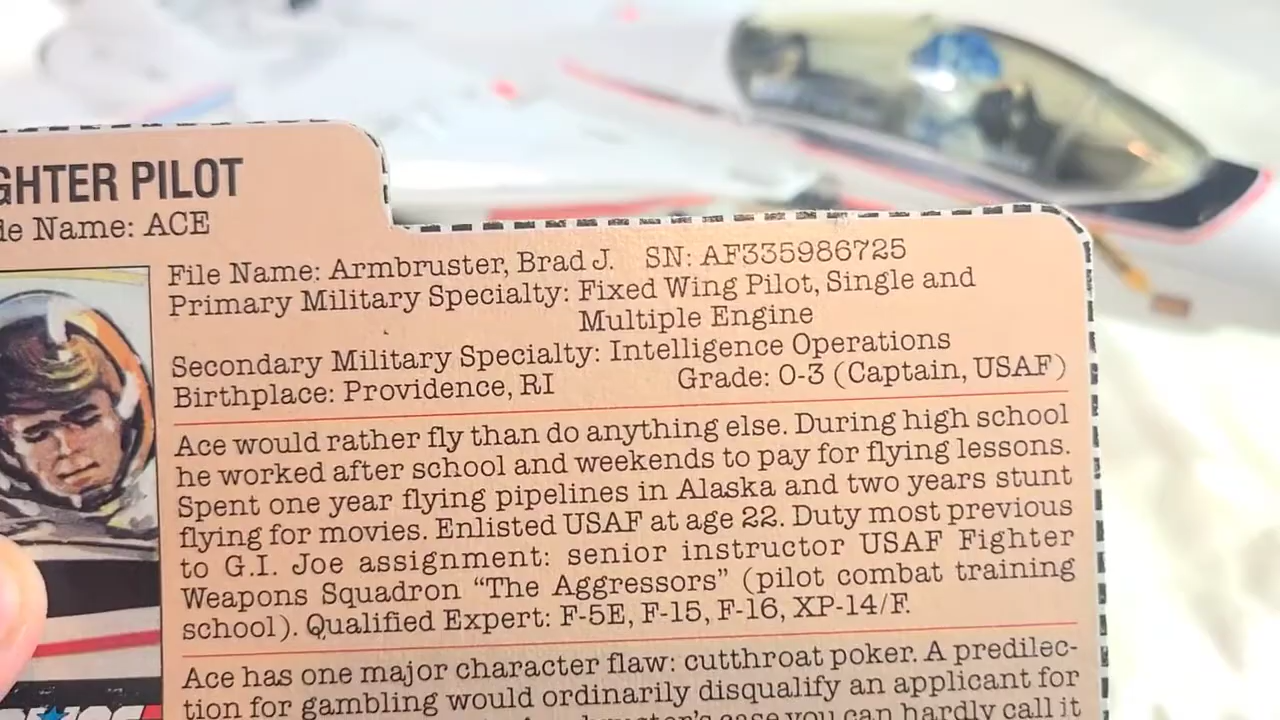 GHTER PILOT
de Name: ACE
File Name: Armbruster, Brad J. SN: AF335986725
Primary Military Specialty: Fixed Wing Pilot, Single and
Multiple Engine
Secondary Military Specialty: Intelligence Operations
Birthplace: Providence, RI Grade: O-3 (Captain, USAF)
Ace would rather fly than do anything else. During high school
he worked after school and weekends to pay for flying lessons.
Spent one year flying pipelines in Alaska and two years stunt
flying for movies. Enlisted USAF at age 22. Duty most previous
to G.I. Joe assignment: senior instructor USAF Fighter
Weapons Squadron “The Aggressors” (pilot combat training
school). Qualified Expert: F-5E, F-15, F-16, XP-14/F.
Ace has one major character flaw: cutthroat poker. A predilec-
tion for gambling would ordinarily disqualify an applicant for
case you can hardly call it